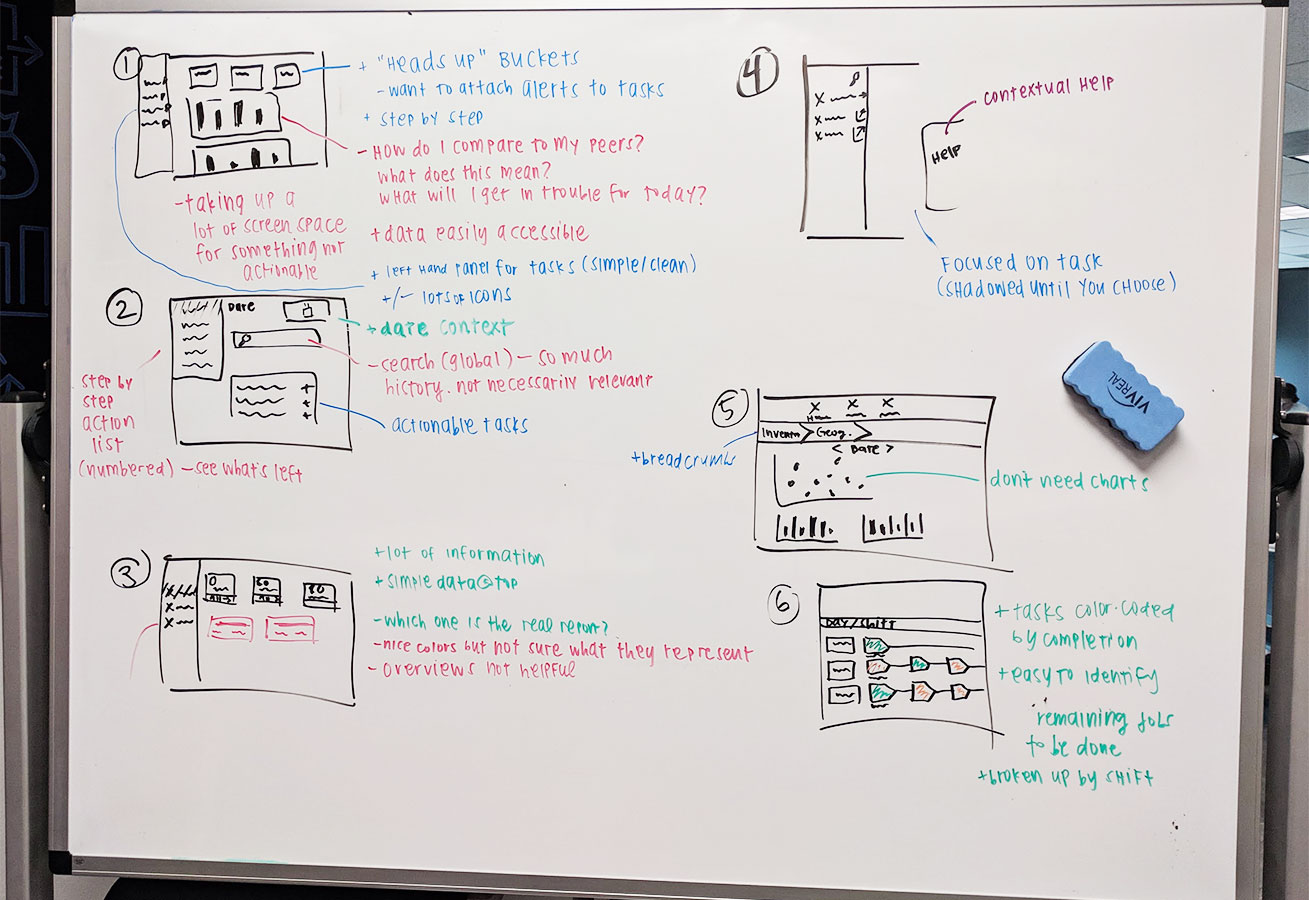 1
+ "Heads up" Buckets
- want to attach alerts to tasks
+ step by step
- How do I compare to my peers?
what does this mean?
what will I get in trouble for today?
- taking up a
lot of screen space
for something not
actionable
+ data easily accessible
+ left hand panel for tasks (simple/clean)
+/- lots of icons
2
Date
+ date context
- search (global) - so much
history. not necessarily relevant
actionable tasks
step by
step
action
list
(numbered) - see what's left
3
0
50
80
+ lot of information
+ simple data @ top
- which one is the real report?
- nice colors but not sure what they represent
- overviews not helpful
4
Help
contextual help
Focused on task
(shadowed until you choose)
VIVREAL
5
Inventn
Geog.
< Date >
+ breadcrumbs
dont need charts
6
Day/shift
+ tasks color-coded
by completion
+ easy to identify
remaining jobs
to be done
+ broken up by shift